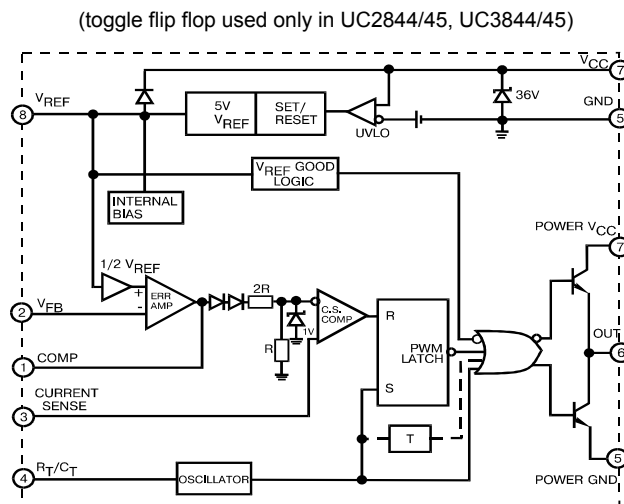 (toggle flip flop used only in UC2844/45, UC3844/45)
VCC
7
VREF
8
5V
VREF
SET/
RESET
UVLO
36V
GND
5
INTERNAL
BIAS
VREF GOOD
LOGIC
POWER VCC
7
1/2 VREF
+
-
ERR
AMP
2R
R
1V
C.S.
COMP
R
S
PWM
LATCH
VFB
2
COMP
1
CURRENT
SENSE
3
T
OUT
6
RT/CT
4
OSCILLATOR
5
POWER GND